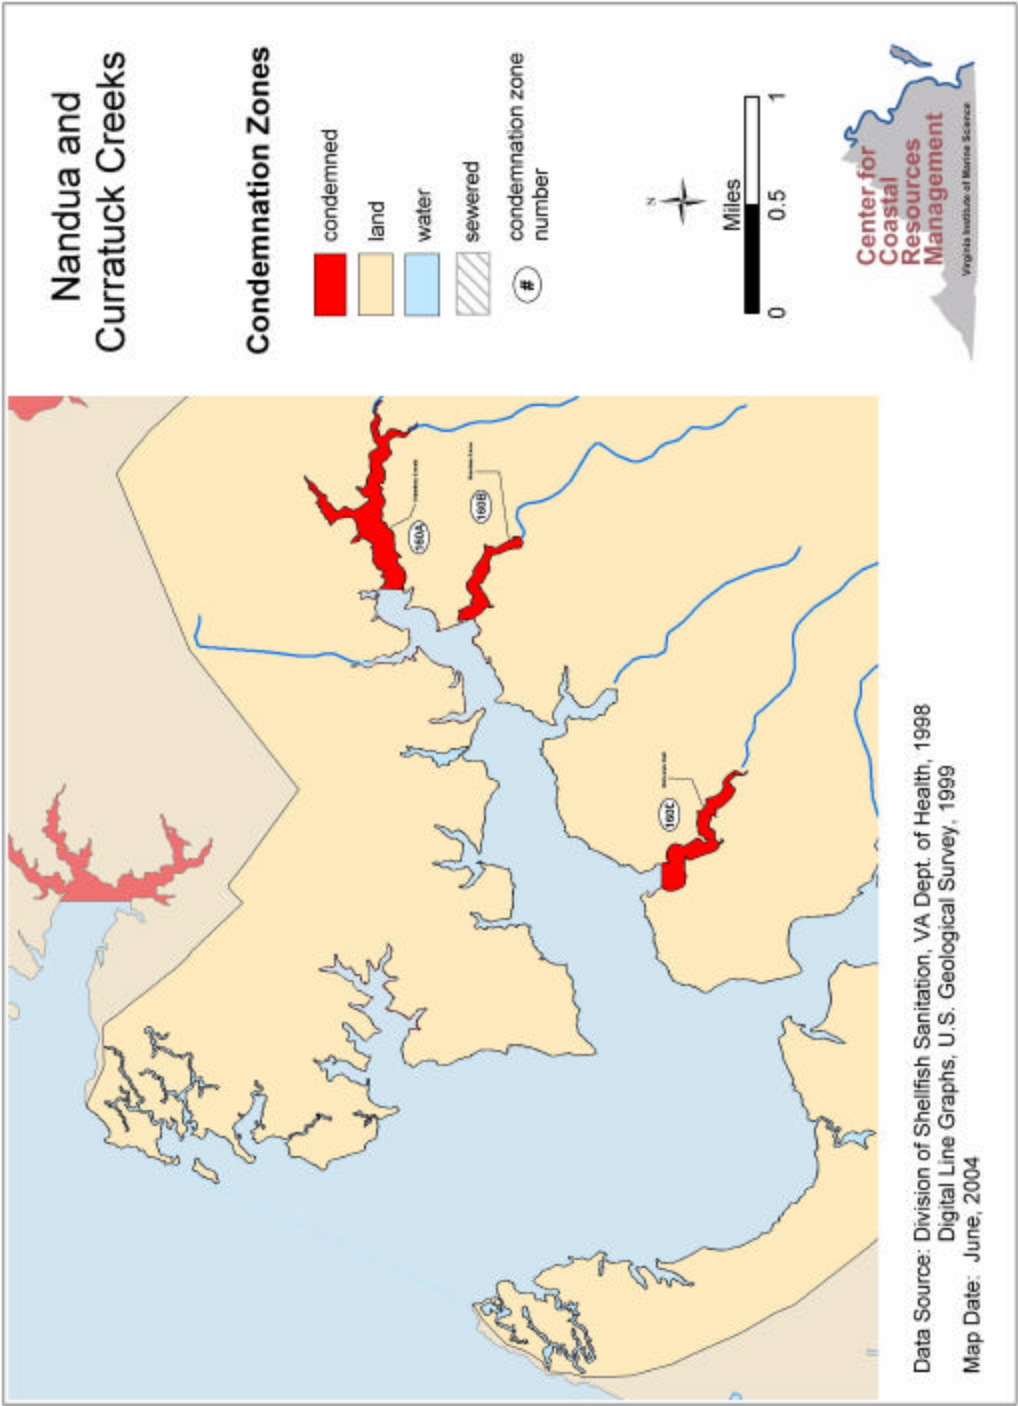 Nandua and
Curratuck Creeks
Condemnation Zones
condemned
land
water
sewered
#
condemnation zone
number
N
Miles
0
0.5
1
Center for
Coastal
Resources
Management
Virginia Institute of Marine Science
160A
160B
160C
Data Source: Division of Shellfish Sanitation, VA Dept. of Health, 1998
Digital Line Graphs, U.S. Geological Survey, 1999
Map Date: June, 2004